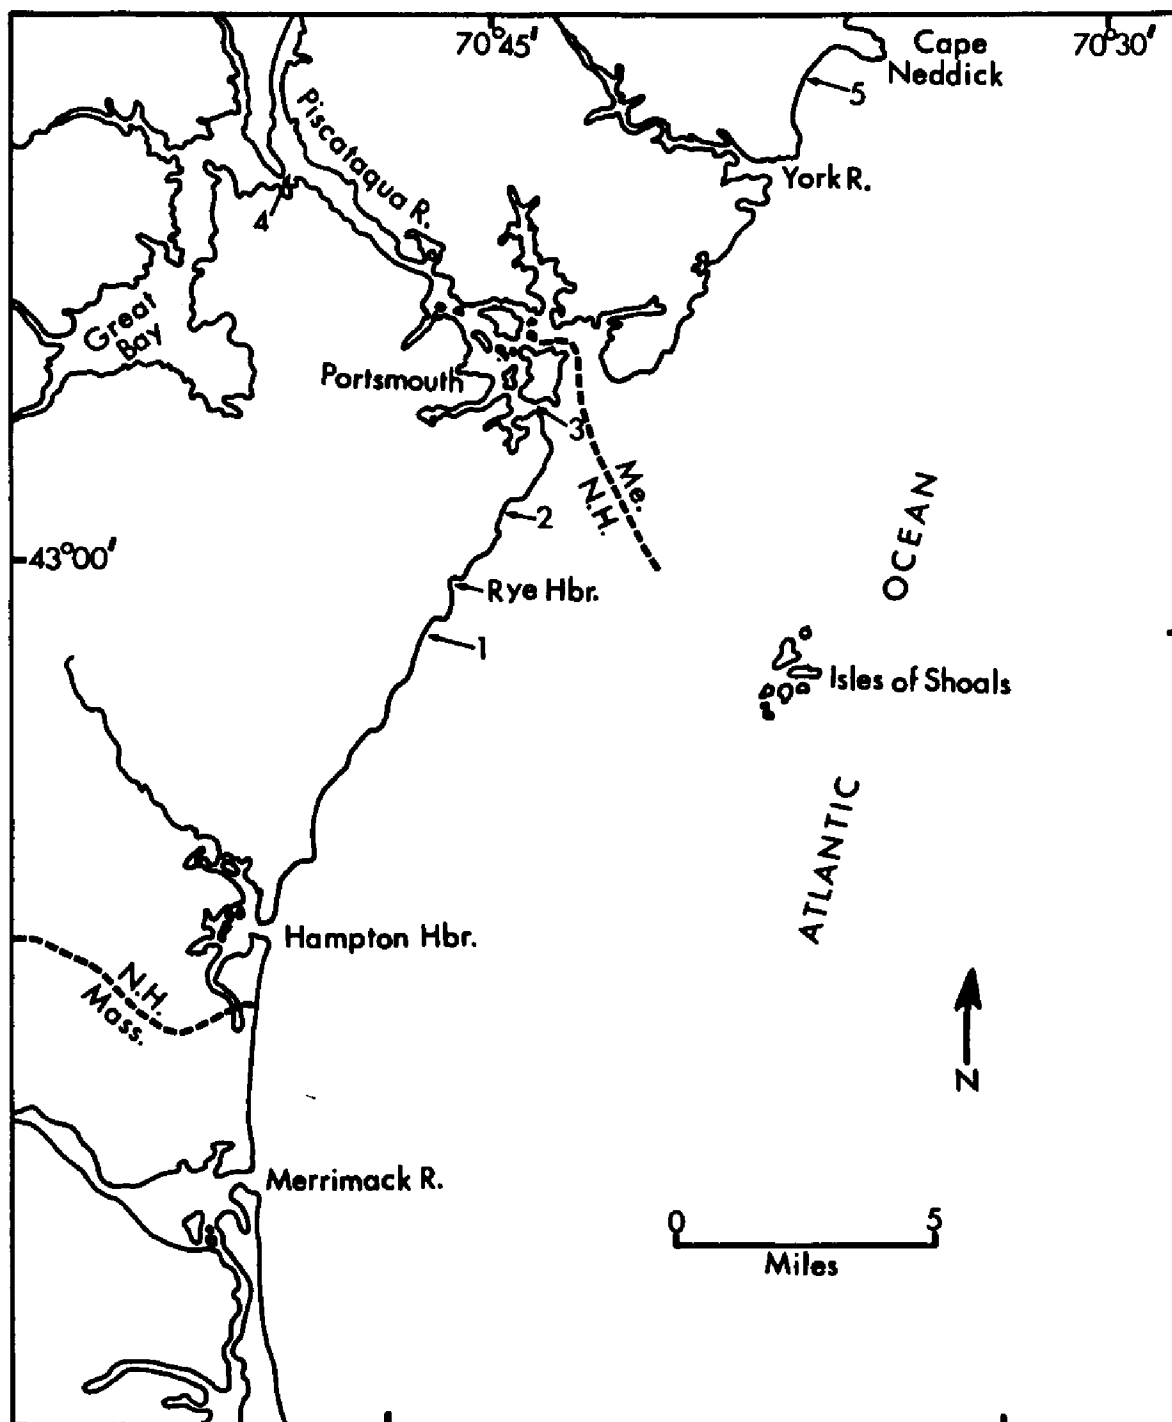 70°45'
70°30'
Cape
Neddick
5
Piscataqua R.
York R.
4
Great
Bay
Portsmouth
3
Me.
N.H.
2
43°00'
OCEAN
Rye Hbr.
1
Isles of Shoals
ATLANTIC
Hampton Hbr.
N.H.
Mass.
N
Merrimack R.
0 5
Miles